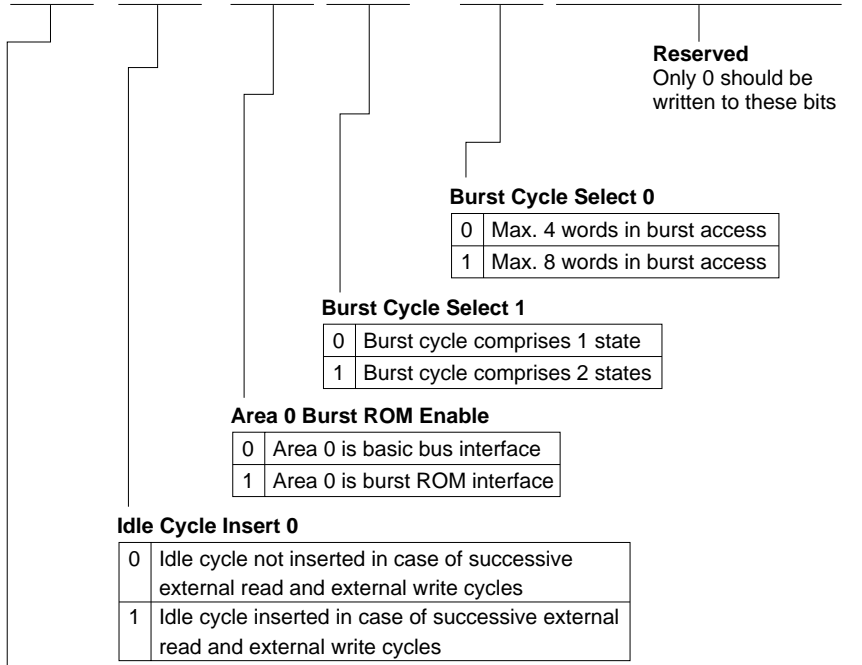 Reserved
Only 0 should be
written to these bits
Burst Cycle Select 0
0 Max. 4 words in burst access
1 Max. 8 words in burst access
Burst Cycle Select 1
0 Burst cycle comprises 1 state
1 Burst cycle comprises 2 states
Area 0 Burst ROM Enable
0 Area 0 is basic bus interface
1 Area 0 is burst ROM interface
Idle Cycle Insert 0
0 Idle cycle not inserted in case of successive
external read and external write cycles
1 Idle cycle inserted in case of successive external
read and external write cycles